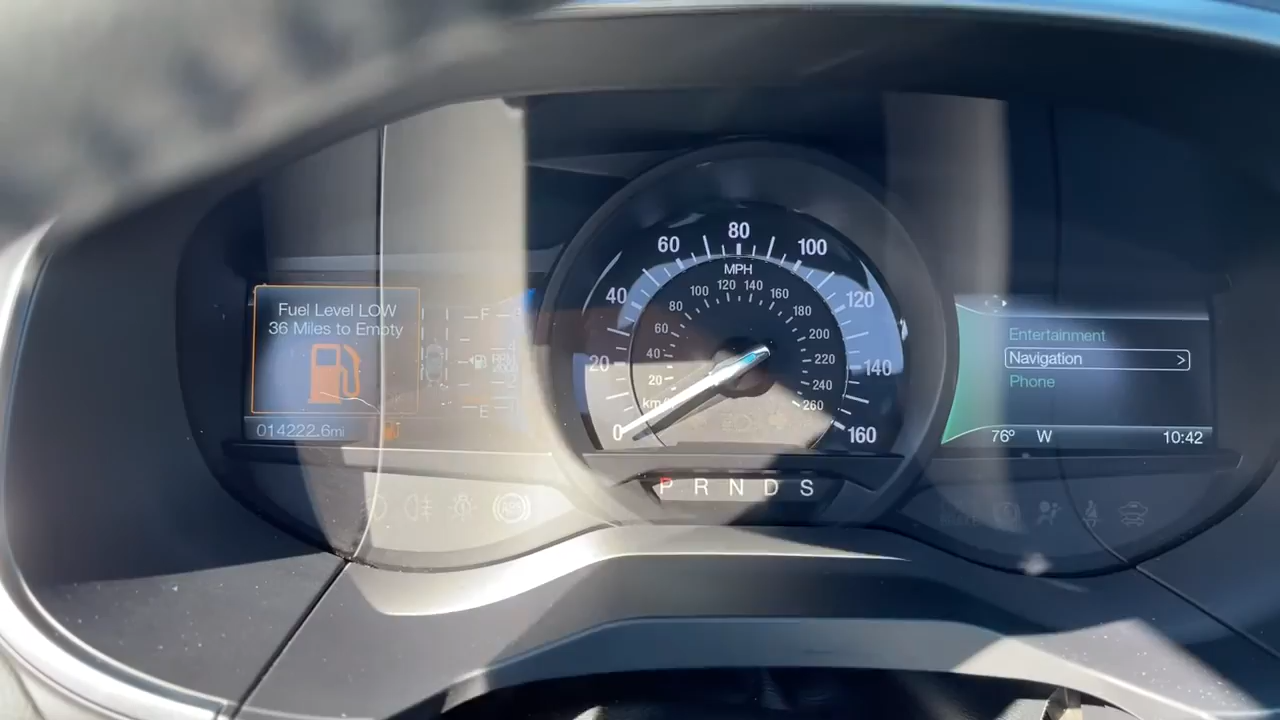 Fuel Level LOW
36 Miles to Empty
014222.6mi
F
E
0
20
40
60
80
100
120
140
160
MPH
20
40
60
80
100
120
140
160
180
200
220
240
260
P R N D S
Entertainment
Navigation >
Phone
76° W 10:42